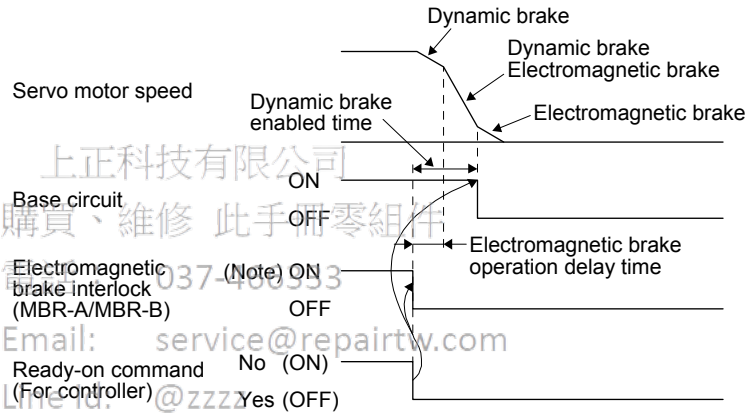 Dynamic brake
Dynamic brake
Electromagnetic brake
Servo motor speed
Dynamic brake
enabled time
Electromagnetic brake
上正科技有限公司
ON
Base circuit
OFF
購買、維修 此手冊零組件
Electromagnetic brake
operation delay time
Electromagnetic
brake interlock
(MBR-A/MBR-B)
(Note) ON
OFF
電話: 037-466333
Email: service@repairtw.com
Ready-on command
(For controller)
No (ON)
Yes (OFF)
Line id: @zzzz